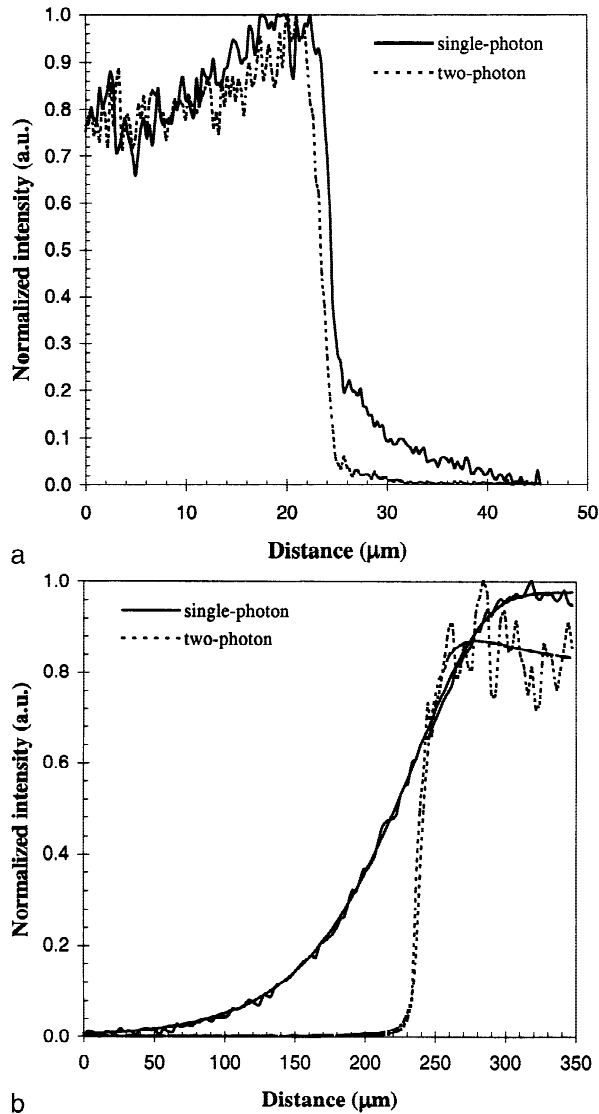 1.0
0.9
0.8
0.7
0.6
0.5
0.4
0.3
0.2
0.1
0.0
Normalized intensity (a.u.)
single-photon
two-photon
0 10 20 30 40 50
Distance (μm)
a
1.0
0.8
0.6
0.4
0.2
0.0
Normalized intensity (a.u.)
single-photon
two-photon
0 50 100 150 200 250 300 350
Distance (μm)
b